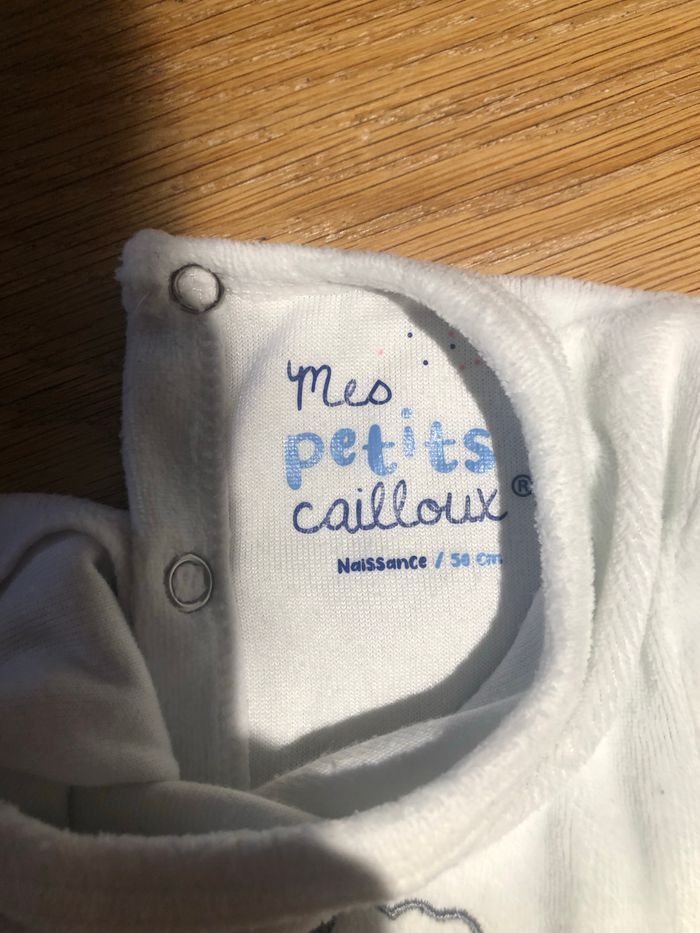 Mes
petits
cailloux®
Naissance / 50 cm